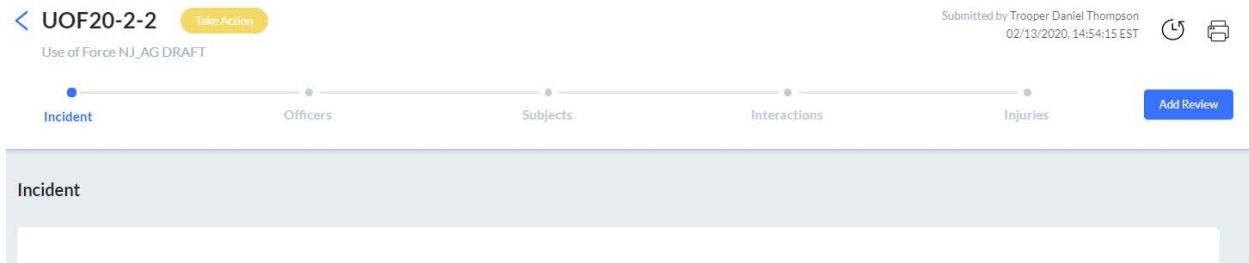 UOF20-2-2
Take Action
Submitted by Trooper Daniel Thompson
02/13/2020, 14:54:15 EST
Use of Force NJ_AG DRAFT
Incident
Officers
Subjects
Interactions
Injuries
Add Review
Incident